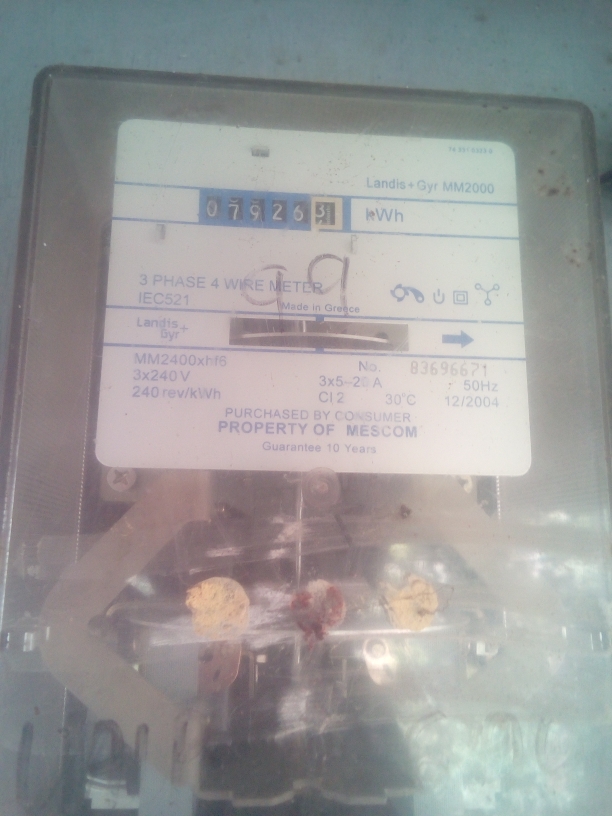 Landis+Gyr MM2000
079263 kWh
3 PHASE 4 WIRE METER
IEC521
99
Made in Greece
Landis+
Gyr
MM2400xhf6 No. 83696671
3x240V 3x5-20A 50Hz
240 rev/kWh Cl 2 30°C 12/2004
PURCHASED BY CONSUMER
PROPERTY OF MESCOM
Guarantee 10 Years